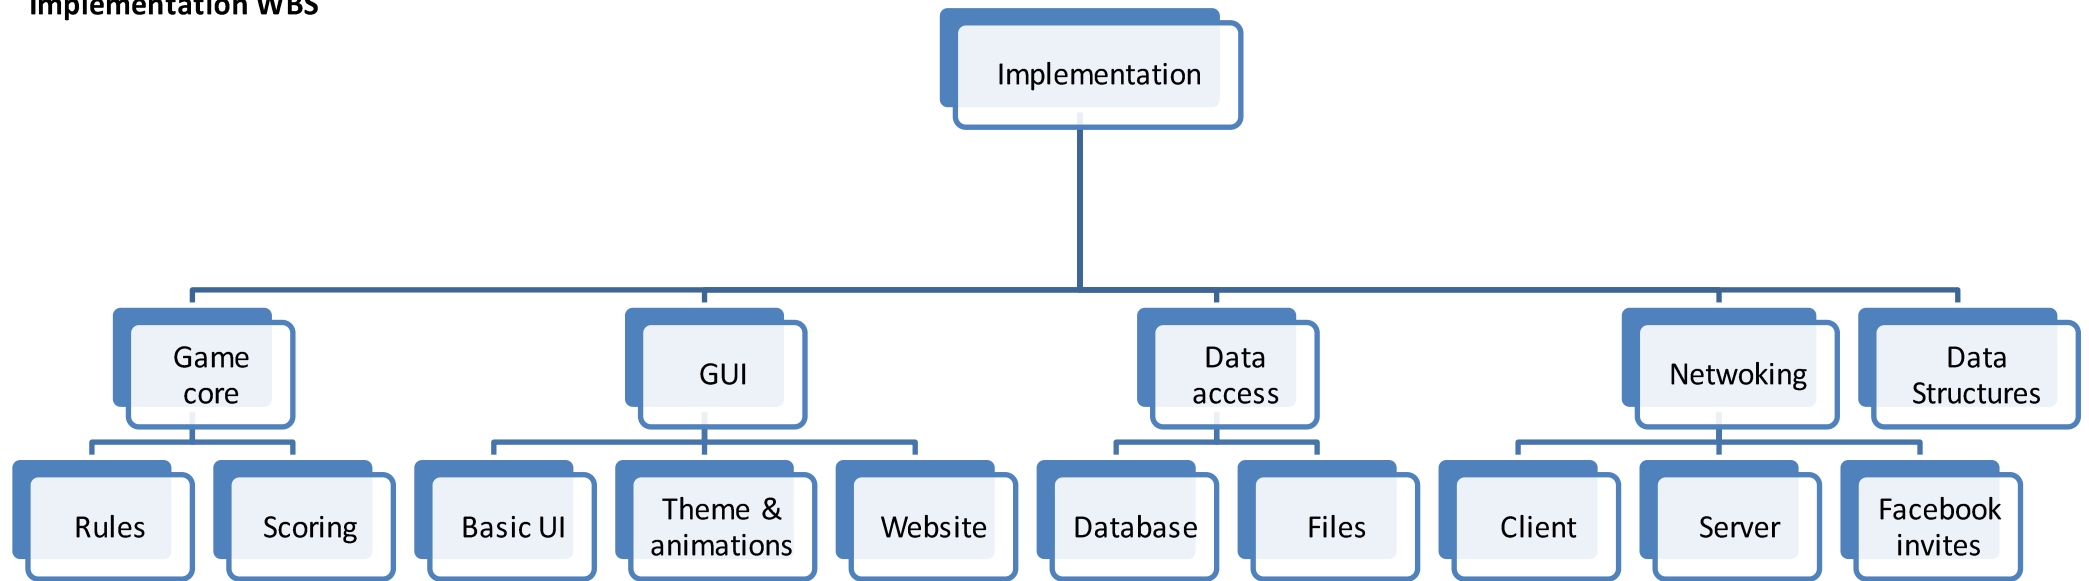 Implementation WBS
Implementation
Game
core
GUI
Data
access
Netwoking
Data
Structures
Rules
Scoring
Basic UI
Theme &
animations
Website
Database
Files
Client
Server
Facebook
invites